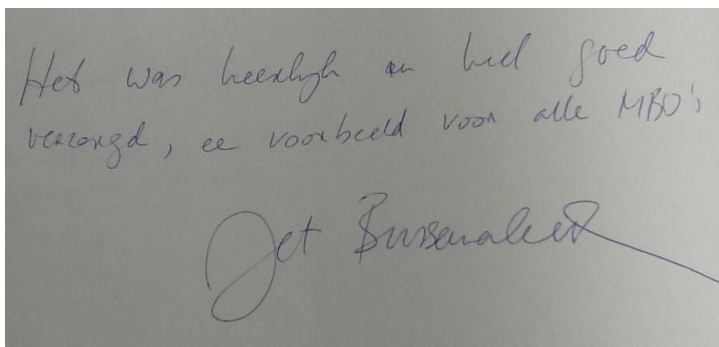 Het was heerlijk en heel goed
verzorgd, ee voorbeeld voor alle MBO's
Jet Bussemaker